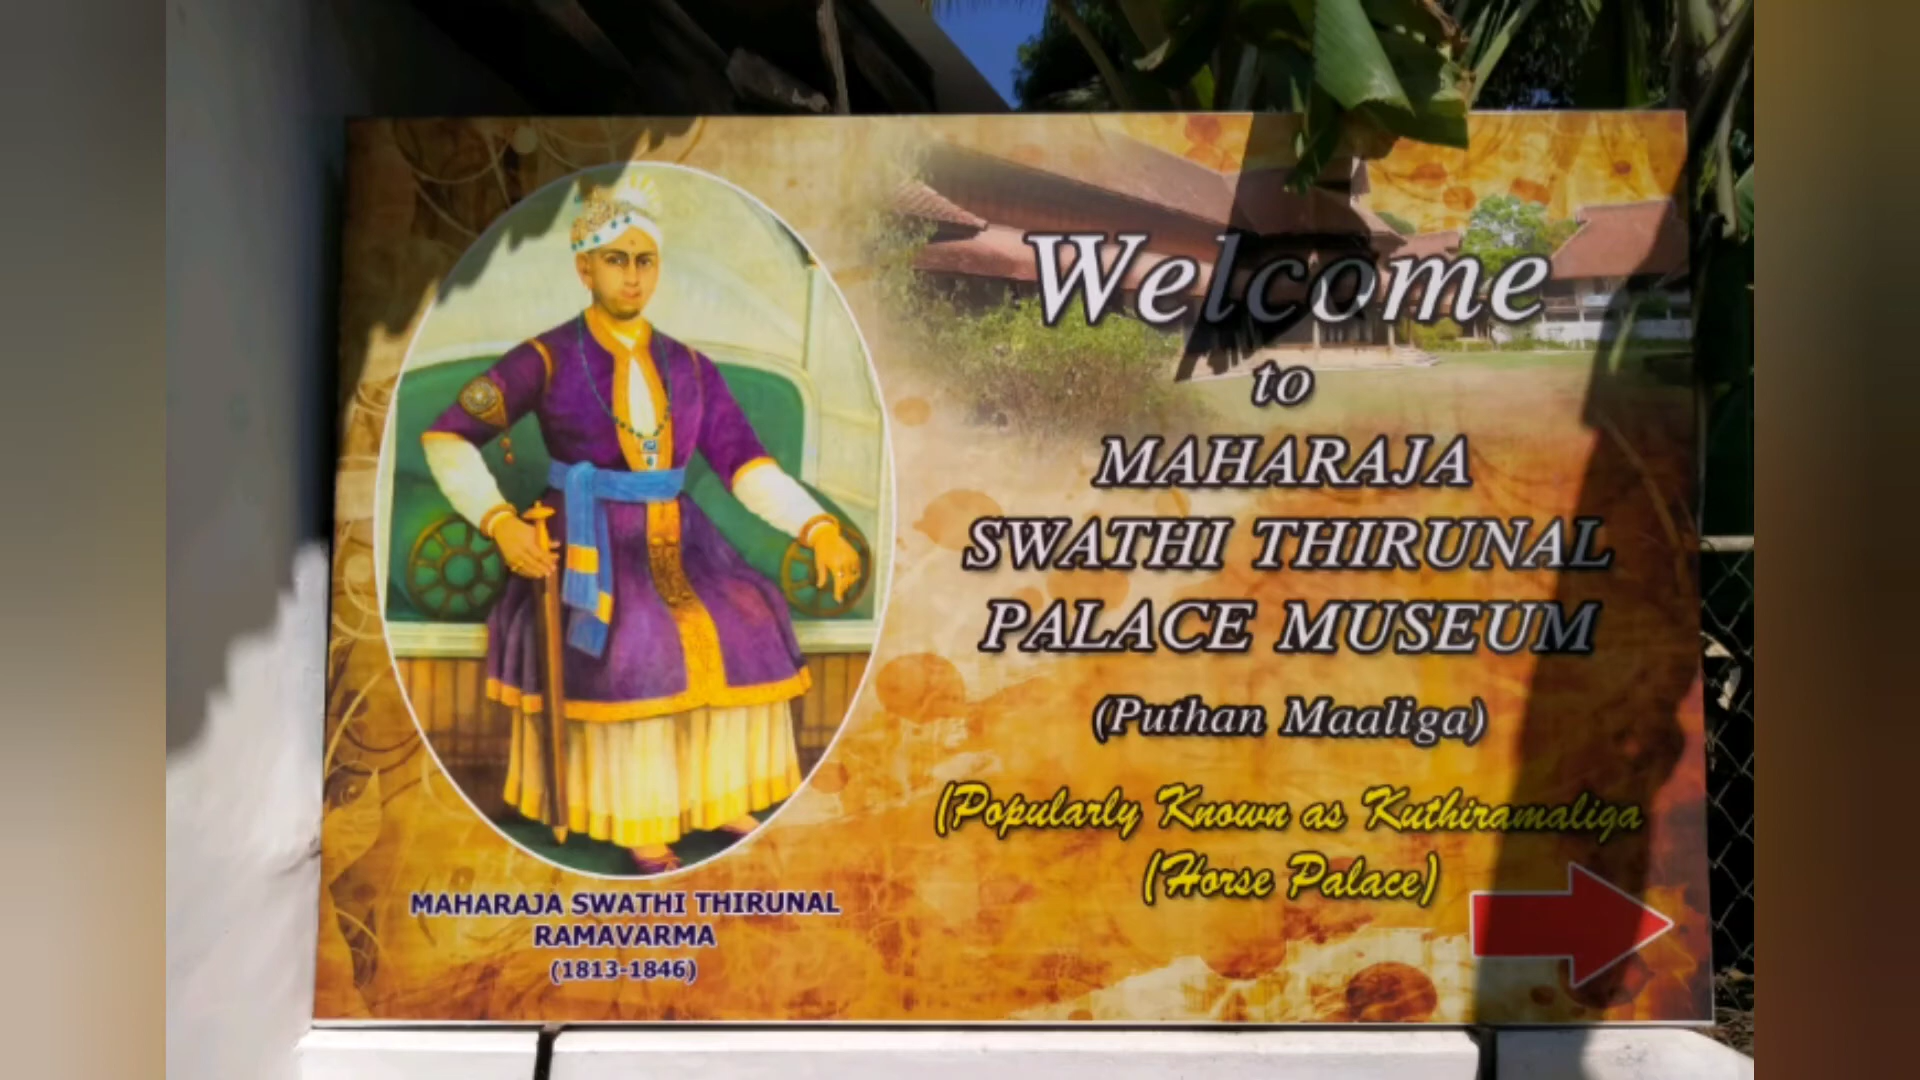 Welcome
to
MAHARAJA
SWATHI THIRUNAL
PALACE MUSEUM
(Puthan Maaliga)
(Popularly Known as Kuthiramaliga
(Horse Palace)
MAHARAJA SWATHI THIRUNAL
RAMAVARMA
(1813-1846)